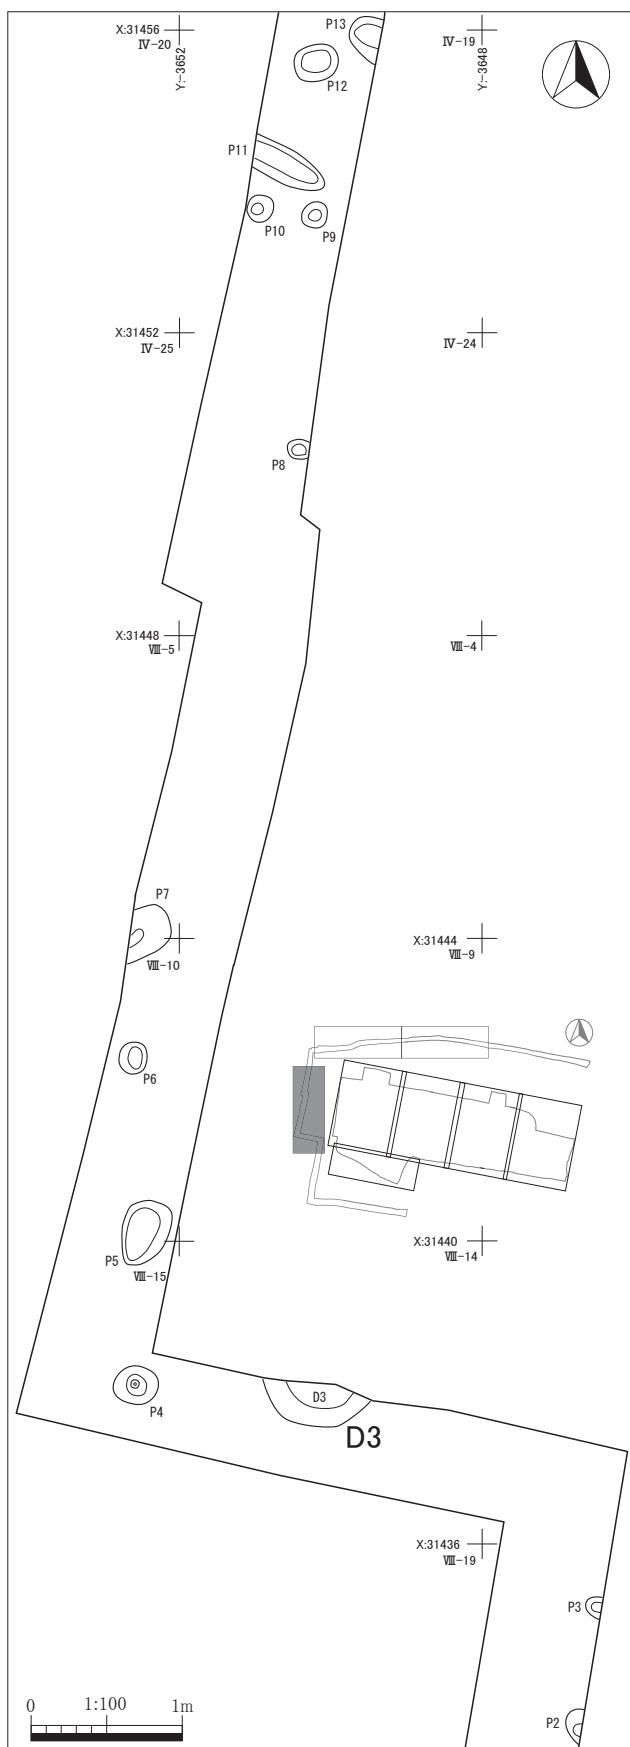 X:31456
Ⅳ-20
Y:-3652
P13
Ⅳ-19
Y:-3648
P12
P11
P10
P9
X:31452
Ⅳ-25
Ⅳ-24
P8
X:31448
Ⅷ-5
Ⅷ-4
P7
Ⅷ-10
X:31444
Ⅷ-9
P6
P5
Ⅷ-15
X:31440
Ⅷ-14
P4
D3
D3
X:31436
Ⅷ-19
P3
P2
0 1:100 1m